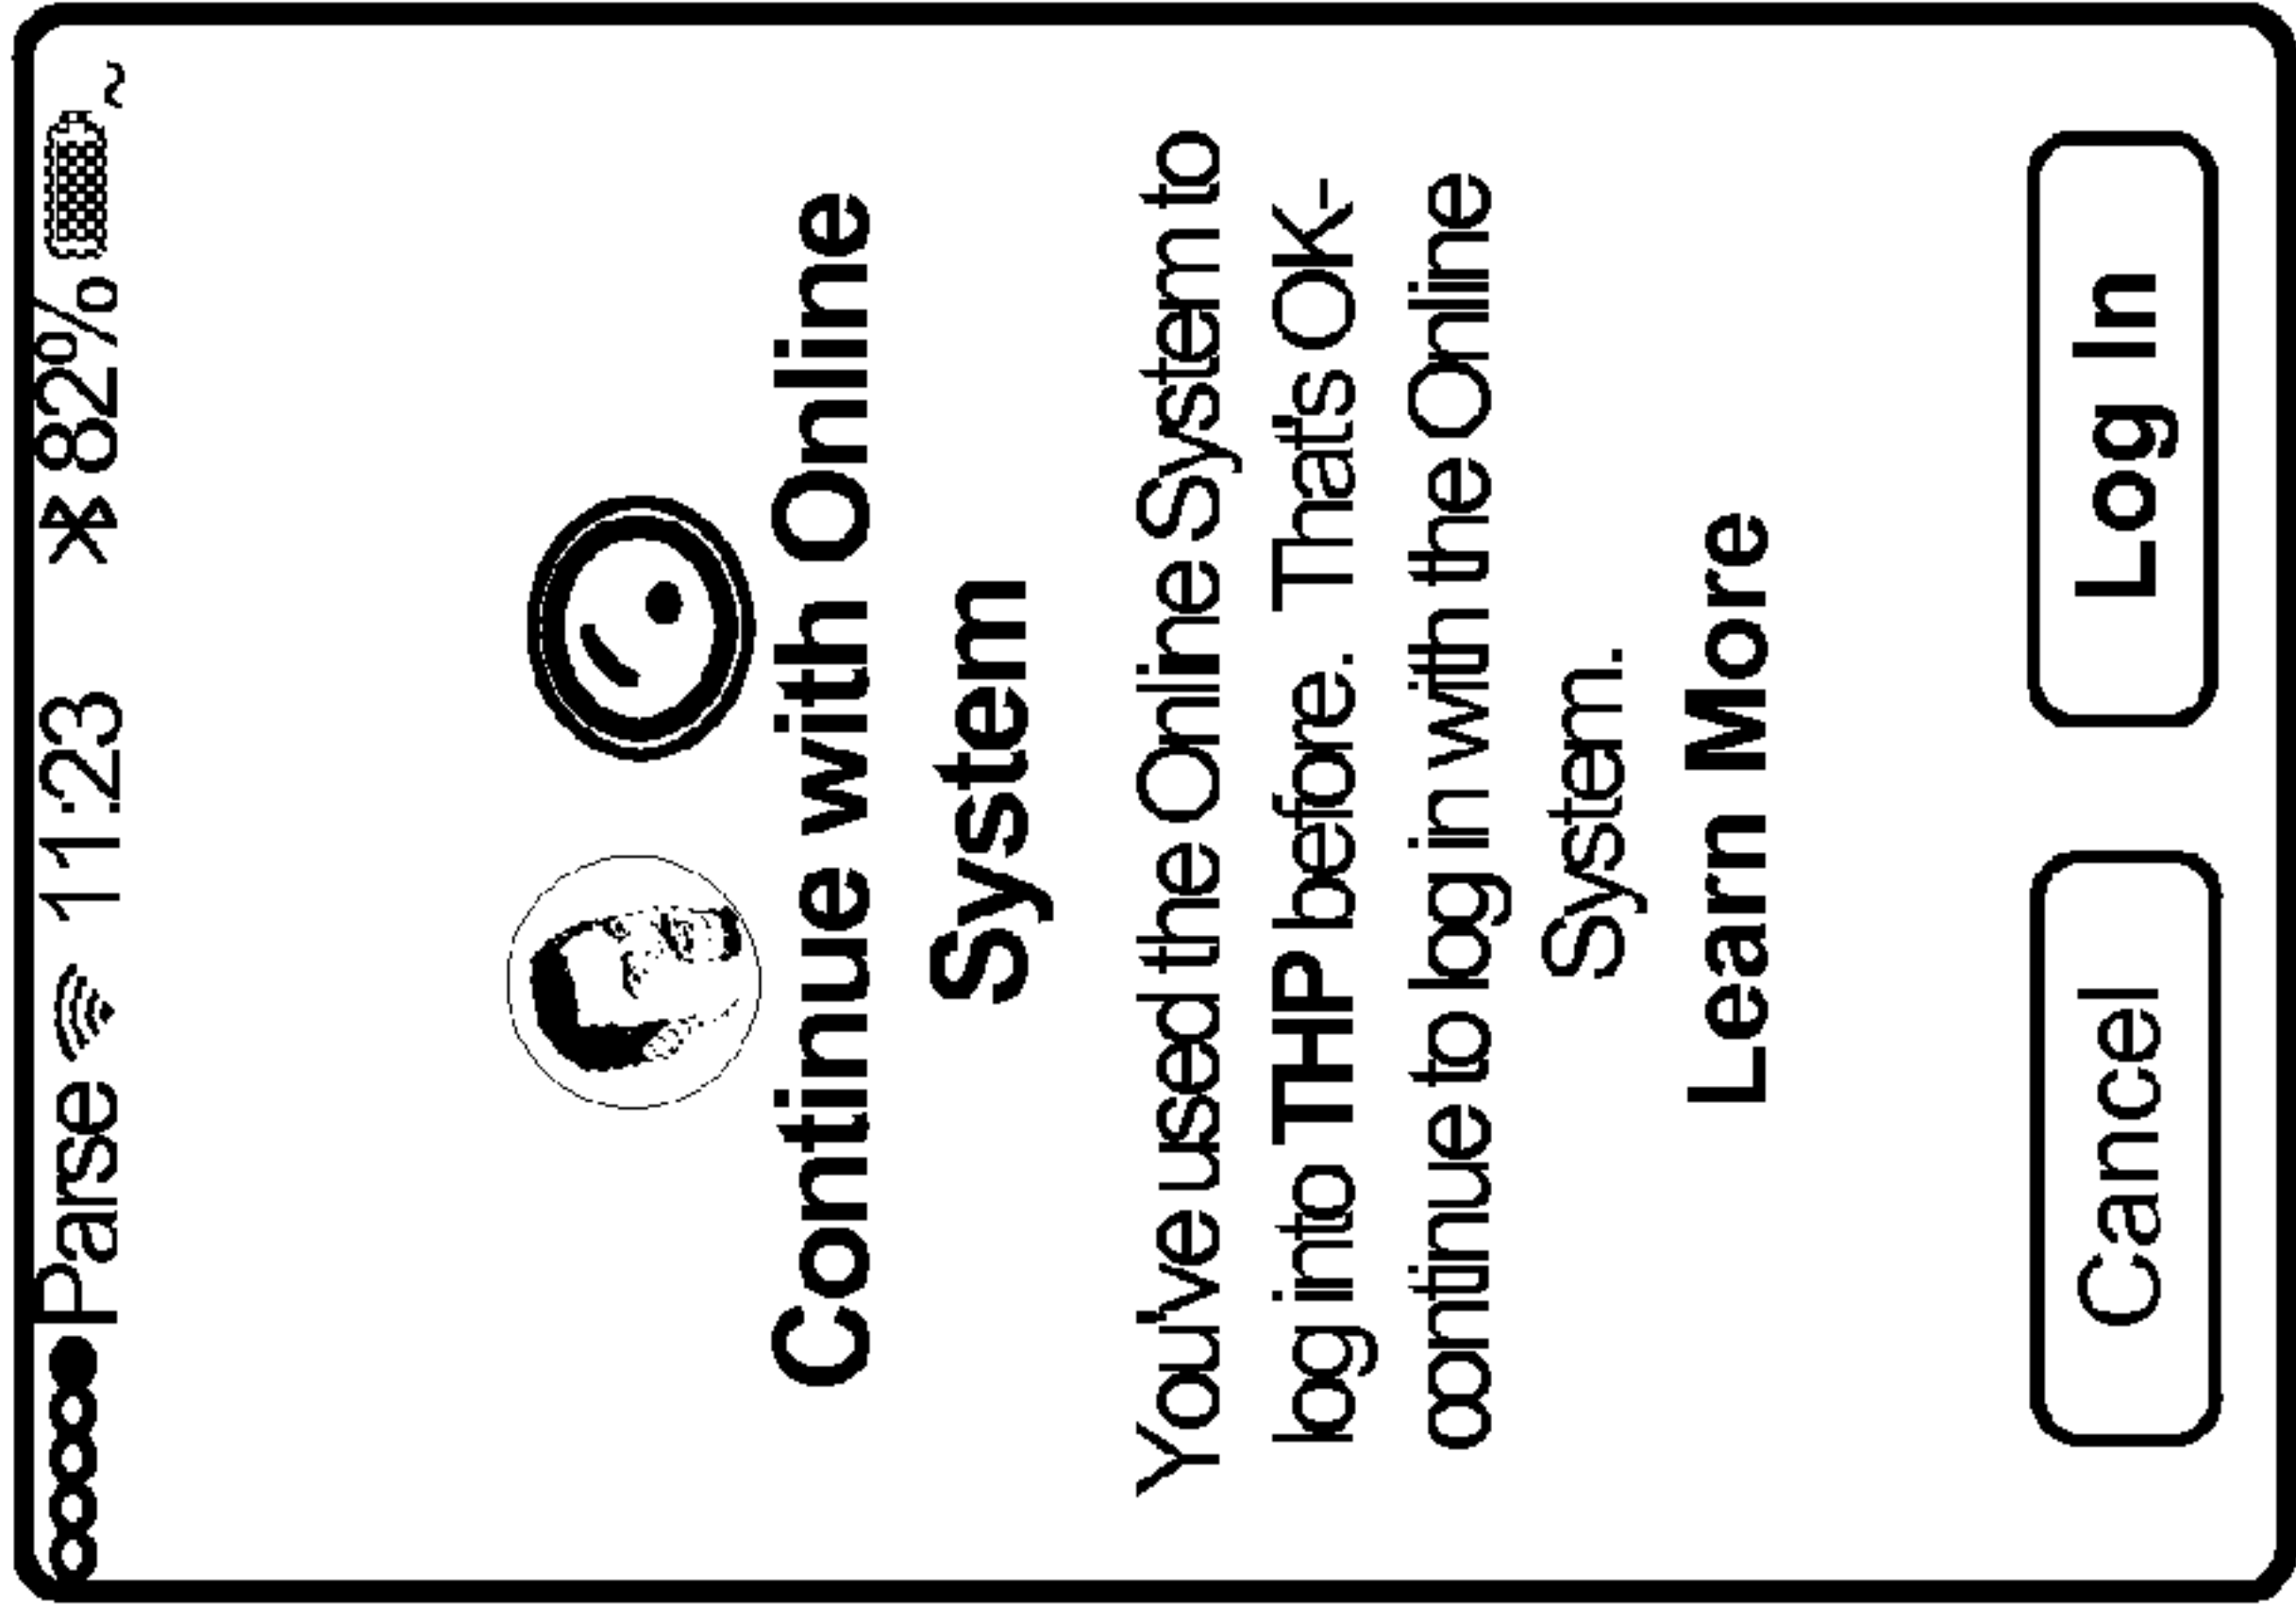 Parse 11:23 82%
Continue with Online
System
You've used the Online System to
log into THP before. That's OK-
continue to log in with the Online
System.
Learn More
Cancel Log In